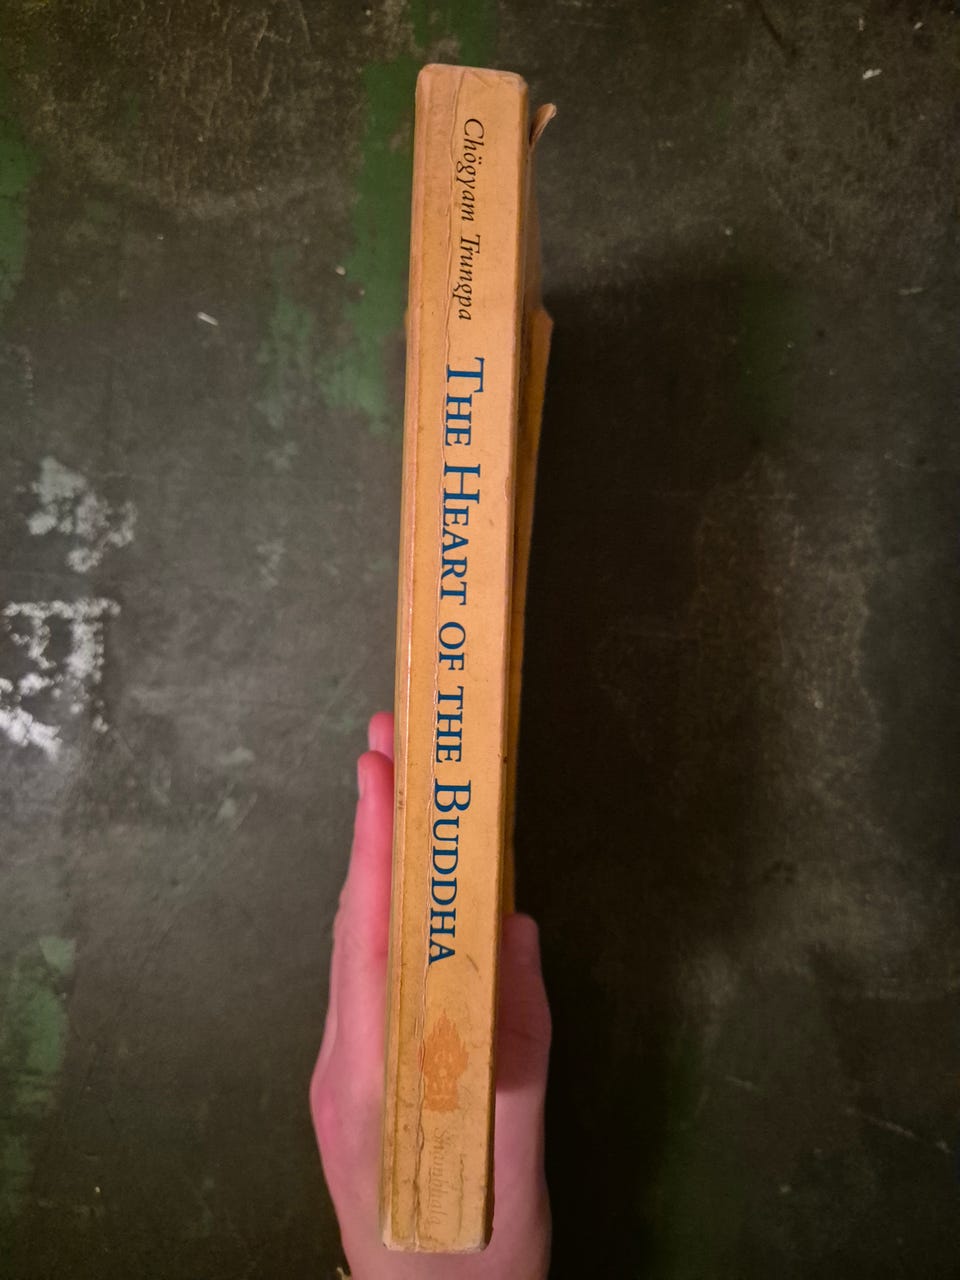 Chögyam Trungpa
THE HEART OF THE BUDDHA
Shambhala